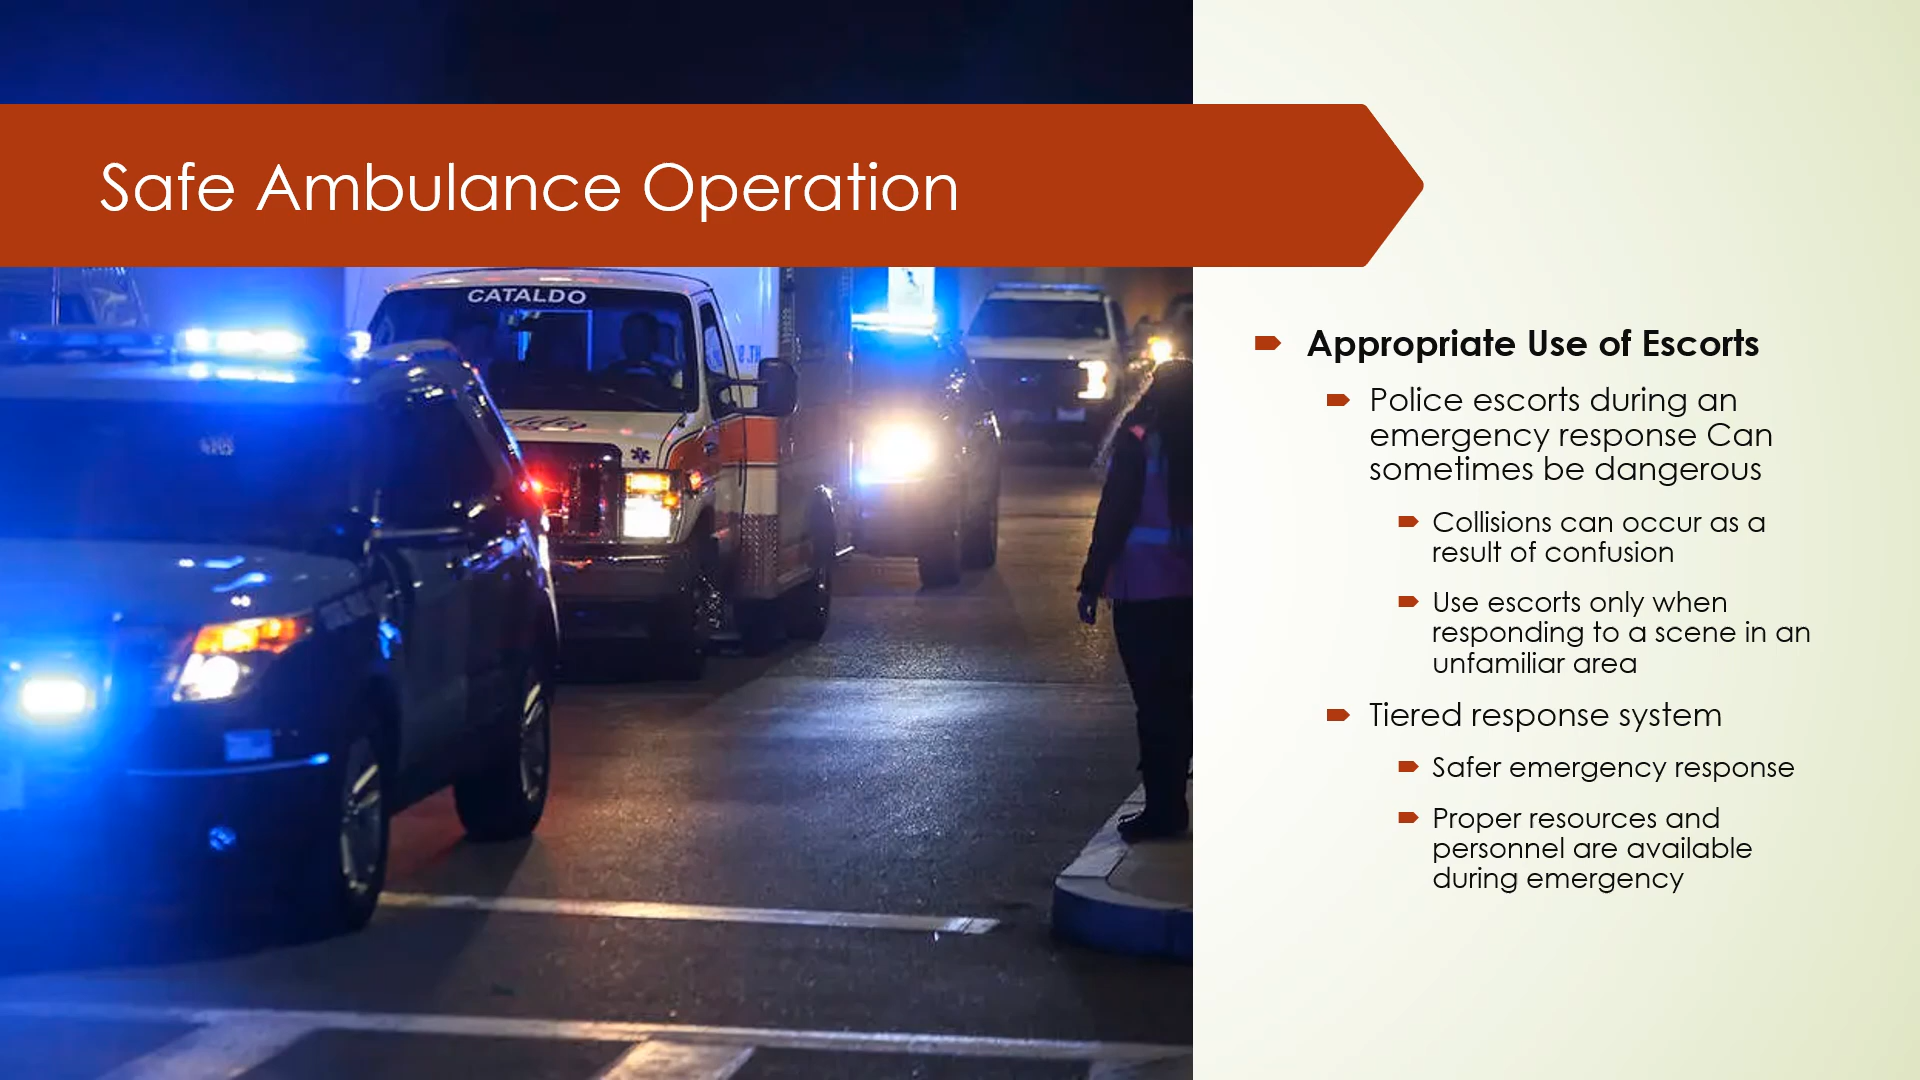 Safe Ambulance Operation
CATALDO
Appropriate Use of Escorts
Police escorts during an
emergency response Can
sometimes be dangerous
Collisions can occur as a
result of confusion
Use escorts only when
responding to a scene in an
unfamiliar area
Tiered response system
Safer emergency response
Proper resources and
personnel are available
during emergency